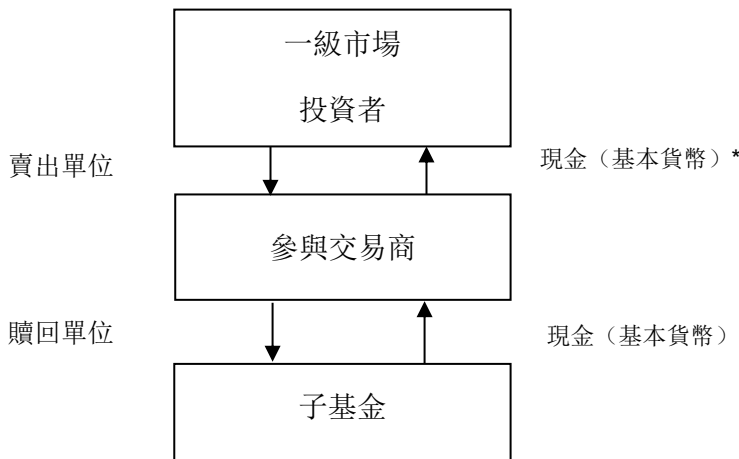 一級市場
投資者
賣出單位
現金（基本貨幣）*
參與交易商
贖回單位
現金（基本貨幣）
子基金